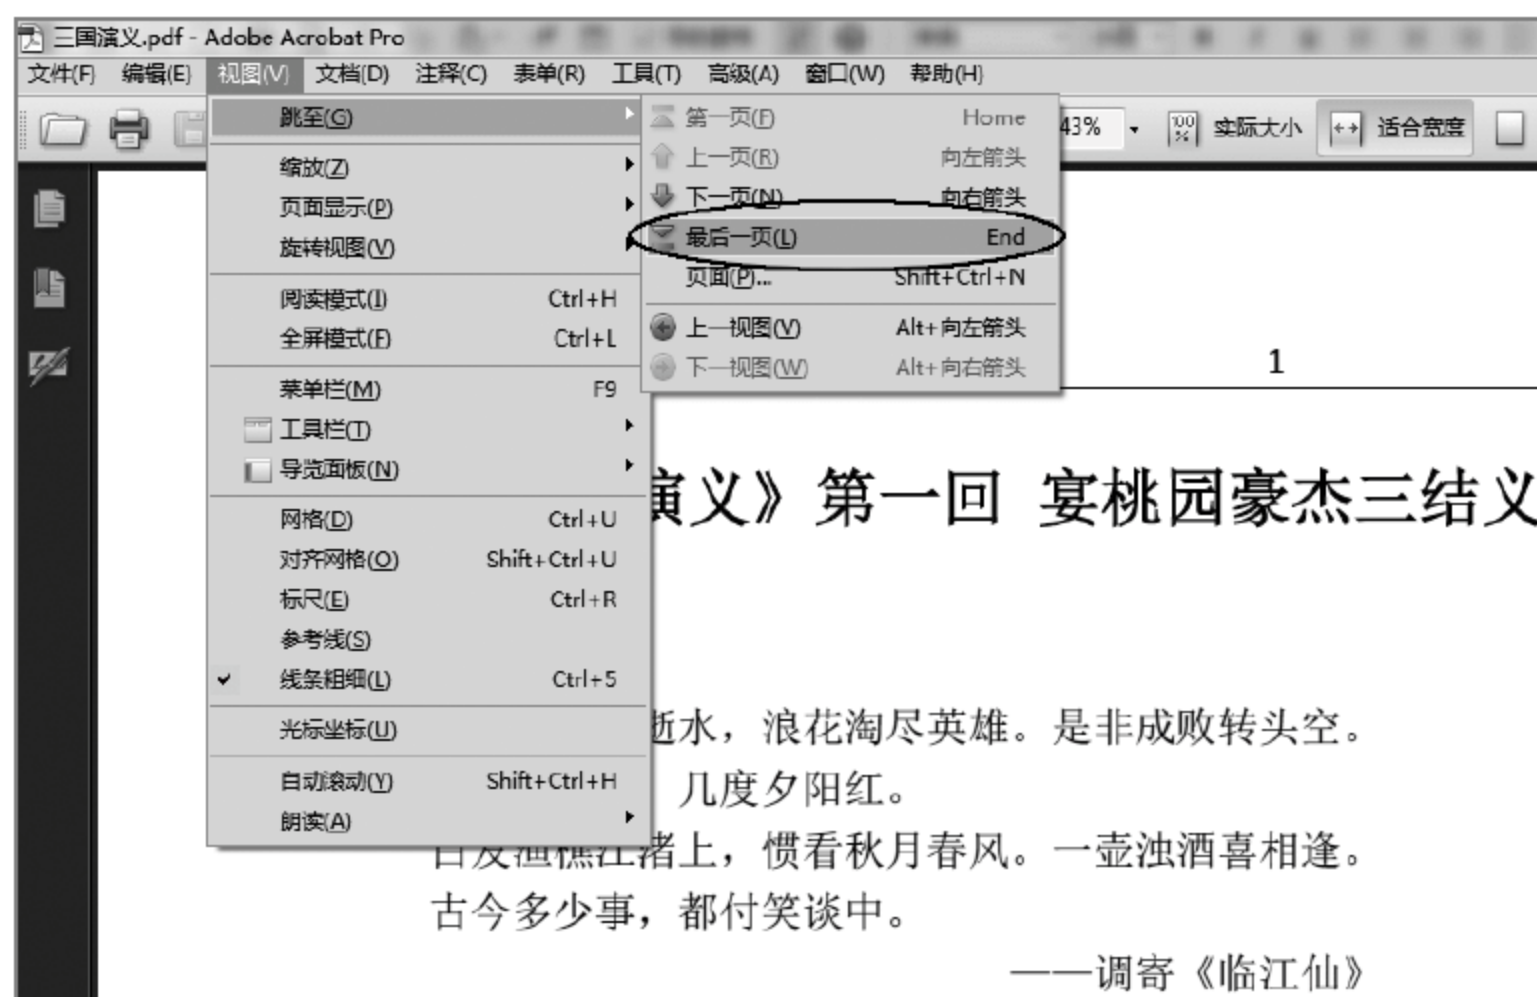 三国演义.pdf - Adobe Acrobat Pro
文件(F) 编辑(E) 视图(V) 文档(D) 注释(C) 表单(R) 工具(T) 高级(A) 窗口(W) 帮助(H)
43% 实际大小 适合宽度
跳至(G)
缩放(Z)
页面显示(P)
旋转视图(V)
阅读模式(I) Ctrl+H
全屏模式(F) Ctrl+L
菜单栏(M) F9
工具栏(T)
导览面板(N)
网格(D) Ctrl+U
对齐网格(O) Shift+Ctrl+U
标尺(E) Ctrl+R
参考线(S)
线条粗细(L) Ctrl+5
光标坐标(U)
自动滚动(Y) Shift+Ctrl+H
朗读(A)
第一页(F) Home
上一页(R) 向左箭头
下一页(N) 向右箭头
最后一页(L) End
页面(P)... Shift+Ctrl+N
上一视图(V) Alt+向左箭头
下一视图(W) Alt+向右箭头
1
演义》第一回 宴桃园豪杰三结义
逝水，浪花淘尽英雄。是非成败转头空。
几度夕阳红。
白发渔樵江渚上，惯看秋月春风。一壶浊酒喜相逢。
古今多少事，都付笑谈中。
——调寄《临江仙》